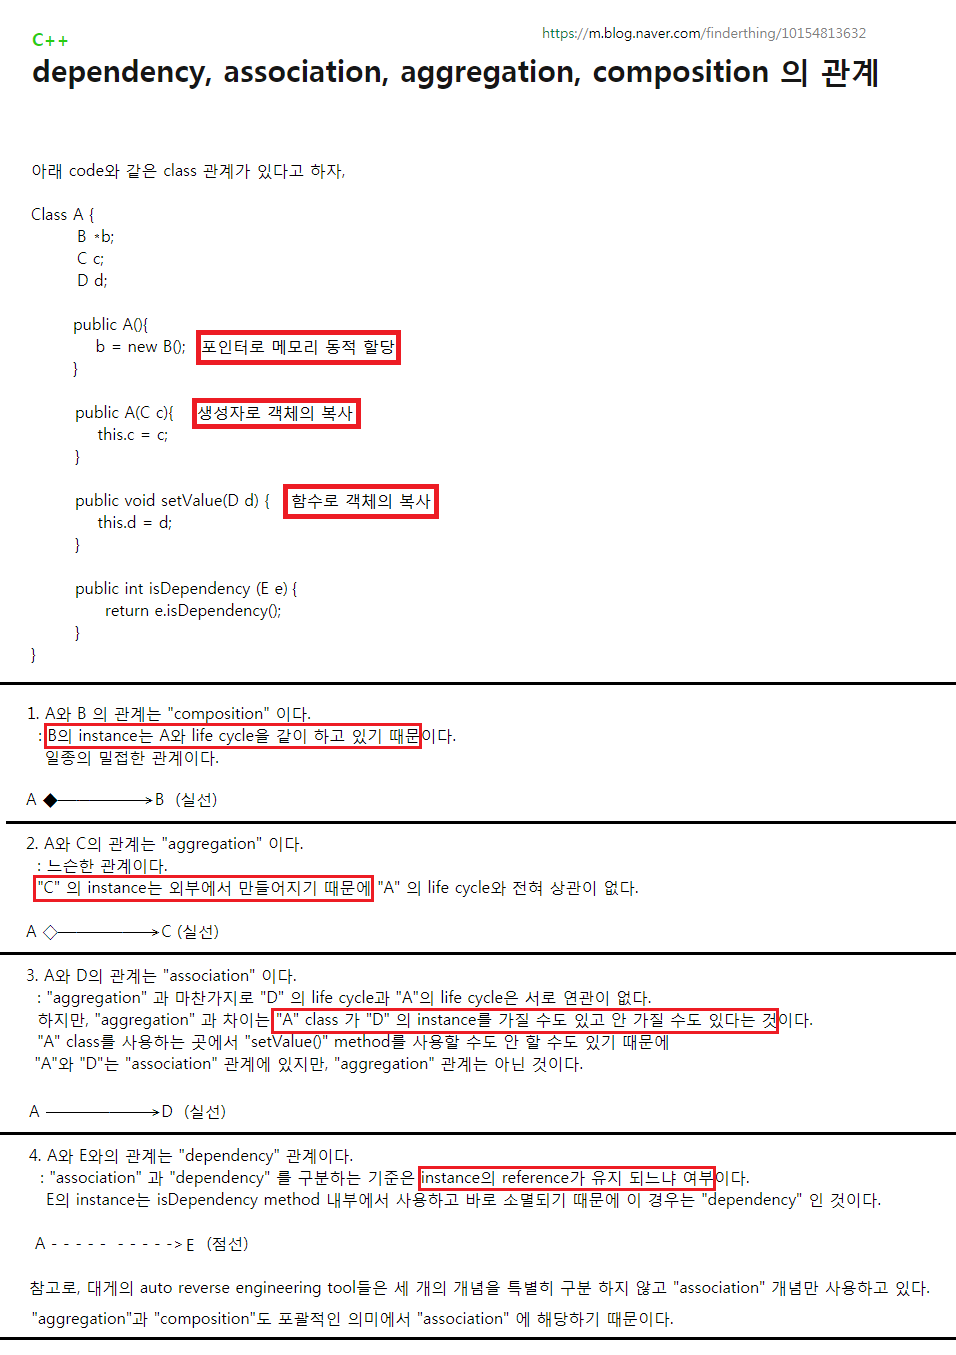 C++
https://m.blog.naver.com/finderthing/10154813632
dependency, association, aggregation, composition 의 관계
아래 code와 같은 class 관계가 있다고 하자,
Class A {
B *b;
C c;
D d;
public A(){
b = new B(); 포인터로 메모리 동적 할당
}
public A(C c){ 생성자로 객체의 복사
this.c = c;
}
public void setValue(D d) { 함수로 객체의 복사
this.d = d;
}
public int isDependency (E e) {
return e.isDependency();
}
}
1. A와 B 의 관계는 "composition" 이다.
: B의 instance는 A와 life cycle을 같이 하고 있기 때문이다.
일종의 밀접한 관계이다.
A ◆────────→ B (실선)
2. A와 C의 관계는 "aggregation" 이다.
: 느슨한 관계이다.
"C" 의 instance는 외부에서 만들어지기 때문에 "A" 의 life cycle와 전혀 상관이 없다.
A ◇────────→ C (실선)
3. A와 D의 관계는 "association" 이다.
: "aggregation" 과 마찬가지로 "D" 의 life cycle과 "A"의 life cycle은 서로 연관이 없다.
하지만, "aggregation" 과 차이는 "A" class 가 "D" 의 instance를 가질 수도 있고 안 가질 수도 있다는 것이다.
"A" class를 사용하는 곳에서 "setValue()" method를 사용할 수도 안 할 수도 있기 때문에
"A"와 "D"는 "association" 관계에 있지만, "aggregation" 관계는 아닌 것이다.
A ─────────→ D (실선)
4. A와 E와의 관계는 "dependency" 관계이다.
: "association" 과 "dependency" 를 구분하는 기준은 instance의 reference가 유지 되느냐 여부이다.
E의 instance는 isDependency method 내부에서 사용하고 바로 소멸되기 때문에 이 경우는 "dependency" 인 것이다.
A - - - - - - - - - -> E (점선)
참고로, 대게의 auto reverse engineering tool들은 세 개의 개념을 특별히 구분 하지 않고 "association" 개념만 사용하고 있다.
"aggregation"과 "composition"도 포괄적인 의미에서 "association" 에 해당하기 때문이다.